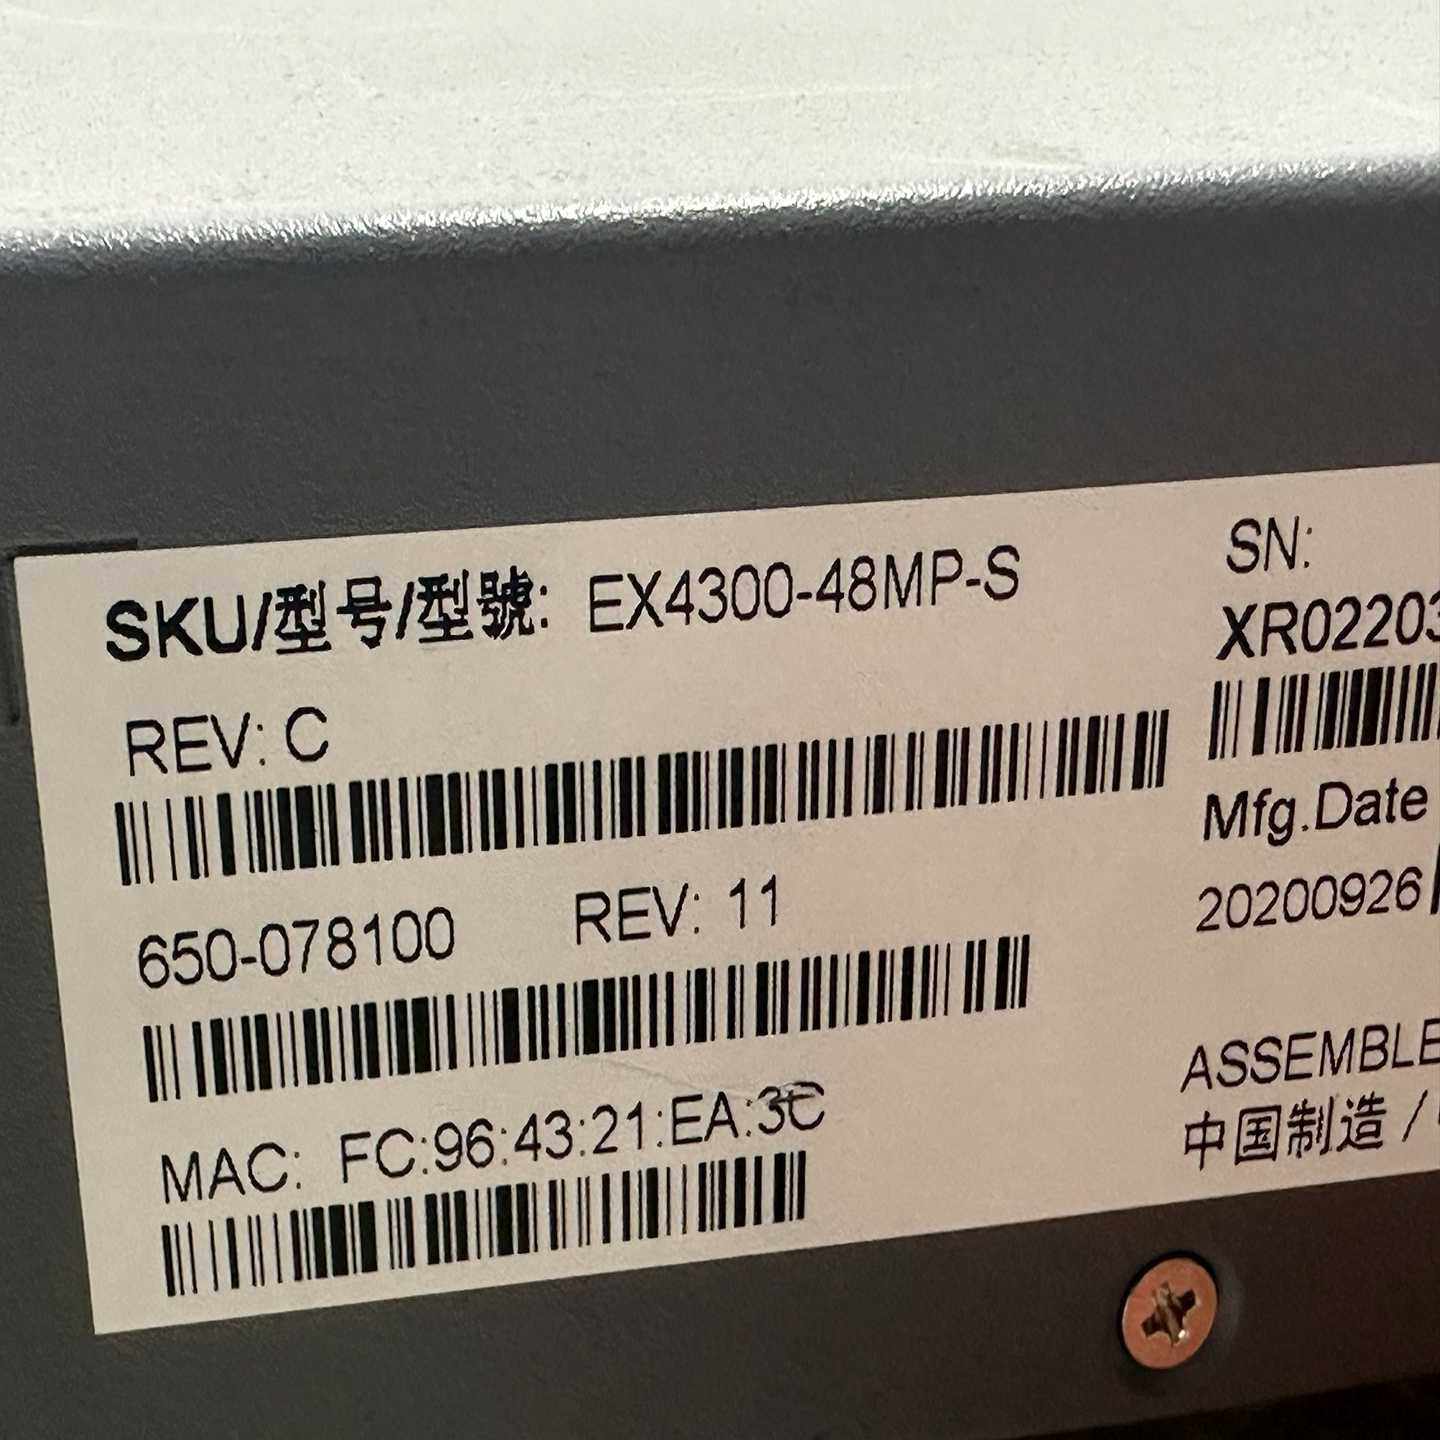 SKU/型号/型號: EX4300-48MP-S
REV: C
650-078100 REV: 11
MAC: FC:96:43:21:EA:3C
SN:
XR02203
Mfg.Date
20200926
ASSEMBLE
中国制造 /